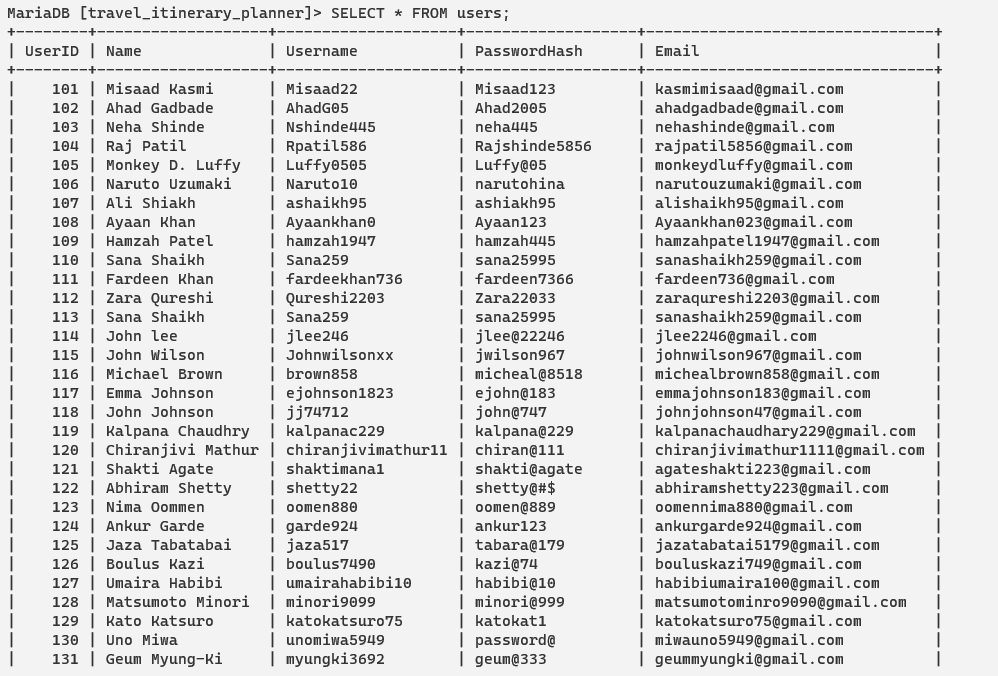 MariaDB [travel_itinerary_planner]> SELECT * FROM users;
+--------+-------------------+--------------------+-------------------+--------------------------------+
| UserID | Name | Username | PasswordHash | Email |
+--------+-------------------+--------------------+-------------------+--------------------------------+
| 101 | Misaad Kasmi | Misaad22 | Misaad123 | kasmimisaad@gmail.com |
| 102 | Ahad Gadbade | AhadG05 | Ahad2005 | ahadgadbade@gmail.com |
| 103 | Neha Shinde | Nshinde445 | neha445 | nehashinde@gmail.com |
| 104 | Raj Patil | Rpatil586 | Rajshinde5856 | rajpatil5856@gmail.com |
| 105 | Monkey D. Luffy | Luffy0505 | Luffy@05 | monkeydluffy@gmail.com |
| 106 | Naruto Uzumaki | Naruto10 | narutohina | narutouzumaki@gmail.com |
| 107 | Ali Shiakh | ashaikh95 | ashiakh95 | alishaikh95@gmail.com |
| 108 | Ayaan Khan | Ayaankhan0 | Ayaan123 | Ayaankhan023@gmail.com |
| 109 | Hamzah Patel | hamzah1947 | hamzah445 | hamzahpatel1947@gmail.com |
| 110 | Sana Shaikh | Sana259 | sana25995 | sanashaikh259@gmail.com |
| 111 | Fardeen Khan | fardeekhan736 | fardeen7366 | fardeen736@gmail.com |
| 112 | Zara Qureshi | Qureshi2203 | Zara22033 | zaraqureshi2203@gmail.com |
| 113 | Sana Shaikh | Sana259 | sana25995 | sanashaikh259@gmail.com |
| 114 | John lee | jlee246 | jlee@22246 | jlee2246@gmail.com |
| 115 | John Wilson | Johnwilsonxx | jwilson967 | johnwilson967@gmail.com |
| 116 | Michael Brown | brown858 | micheal@8518 | michealbrown858@gmail.com |
| 117 | Emma Johnson | ejohnson1823 | ejohn@183 | emmajohnson183@gmail.com |
| 118 | John Johnson | jj74712 | john@747 | johnjohnson47@gmail.com |
| 119 | Kalpana Chaudhry | kalpanac229 | kalpana@229 | kalpanachaudhary229@gmail.com |
| 120 | Chiranjivi Mathur | chiranjivimathur11 | chiran@111 | chiranjivimathur1111@gmail.com |
| 121 | Shakti Agate | shaktimana1 | shakti@agate | agateshakti223@gmail.com |
| 122 | Abhiram Shetty | shetty22 | shetty@#$ | abhiramshetty223@gmail.com |
| 123 | Nima Oommen | oomen880 | oomen@889 | oomennima880@gmail.com |
| 124 | Ankur Garde | garde924 | ankur123 | ankurgarde924@gmail.com |
| 125 | Jaza Tabatabai | jaza517 | tabara@179 | jazatabatai5179@gmail.com |
| 126 | Boulus Kazi | boulus7490 | kazi@74 | bouluskazi749@gmail.com |
| 127 | Umaira Habibi | umairahabibi10 | habibi@10 | habibiumaira100@gmail.com |
| 128 | Matsumoto Minori | minori9099 | minori@999 | matsumotominro9090@gmail.com |
| 129 | Kato Katsuro | katokatsuro75 | katokat1 | katokatsuro75@gmail.com |
| 130 | Uno Miwa | unomiwa5949 | password@ | miwauno5949@gmail.com |
| 131 | Geum Myung-Ki | myungki3692 | geum@333 | geummyungki@gmail.com |